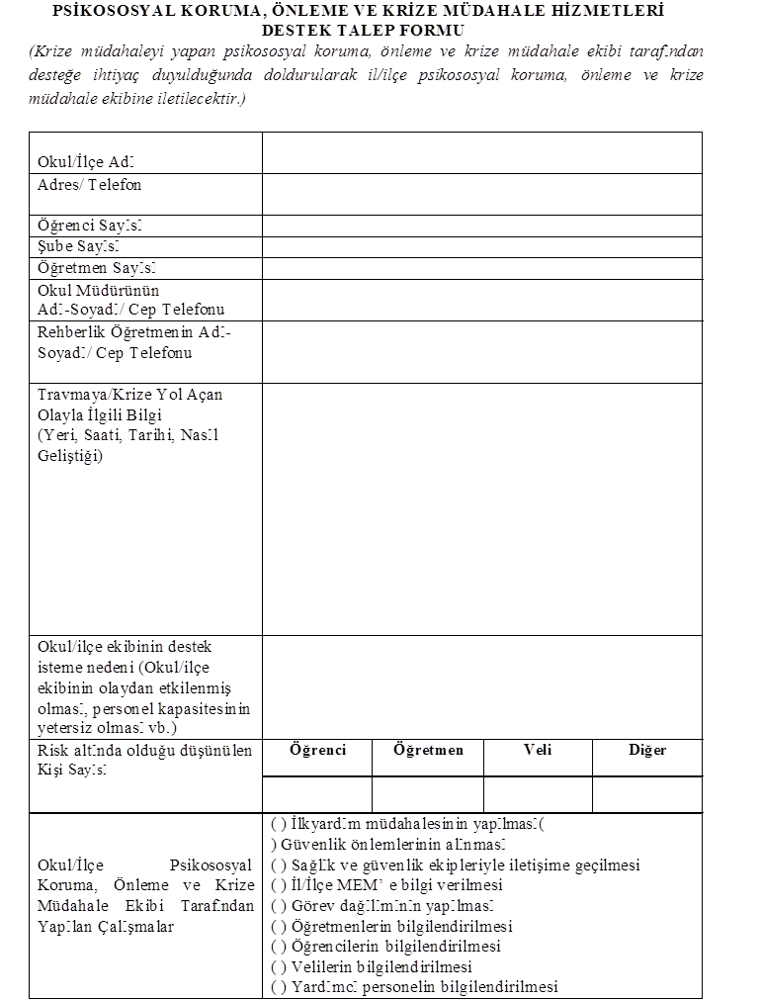 PSİKOSOSYAL KORUMA, ÖNLEME VE KRİZE MÜDAHALE HİZMETLERİ
DESTEK TALEP FORMU
(Krize müdahaleyi yapan psikososyal koruma, önleme ve krize müdahale ekibi tarafından
desteğe ihtiyaç duyulduğunda doldurularak il/ilçe psikososyal koruma, önleme ve krize
müdahale ekibine iletilecektir.)
Okul/İlçe Adı
Adres/ Telefon
Öğrenci Sayısı
Şube Sayısı
Öğretmen Sayısı
Okul Müdürünün
Adı-Soyadı/ Cep Telefonu
Rehberlik Öğretmenin Adı-
Soyadı/ Cep Telefonu
Travmaya/Krize Yol Açan
Olayla İlgili Bilgi
(Yeri, Saati, Tarihi, Nasıl
Geliştiği)
Okul/ilçe ekibinin destek
isteme nedeni (Okul/ilçe
ekibinin olaydan etkilenmiş
olması, personel kapasitesinin
yetersiz olması vb.)
Risk altında olduğu düşünülen
Kişi Sayısı
Öğrenci Öğretmen Veli Diğer
Okul/İlçe Psikososyal
Koruma, Önleme ve Krize
Müdahale Ekibi Tarafından
Yapılan Çalışmalar
( ) İlkyardım müdahalesinin yapılması(
) Güvenlik önlemlerinin alınması
( ) Sağlık ve güvenlik ekipleriyle iletişime geçilmesi
( ) İl/İlçe MEM’ e bilgi verilmesi
( ) Görev dağılımının yapılması
( ) Öğretmenlerin bilgilendirilmesi
( ) Öğrencilerin bilgilendirilmesi
( ) Velilerin bilgilendirilmesi
( ) Yardımcı personelin bilgilendirilmesi